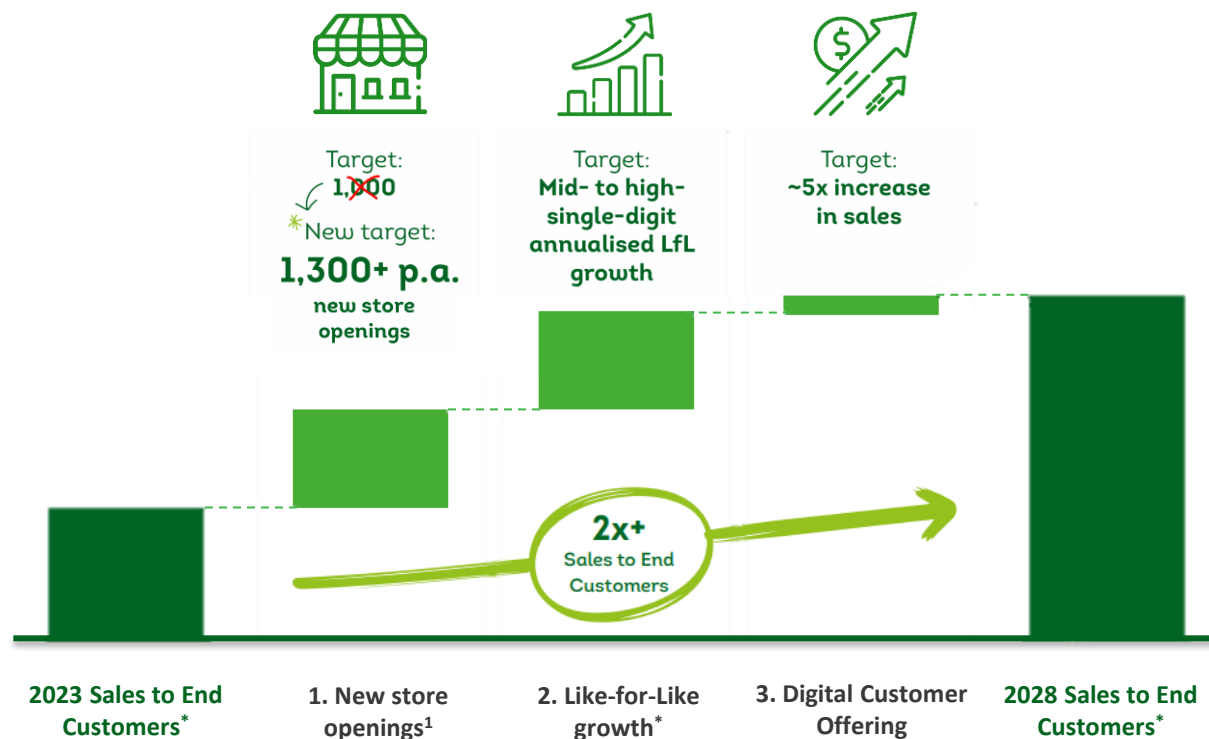 $
Target:
1,000
*New target:
1,300+ p.a.
new store
openings
Target:
Mid- to high-
single-digit
annualised LfL
growth
Target:
~5x increase
in sales
2x+
Sales to End
Customers
2023 Sales to End
Customers*
1. New store
openings1
2. Like-for-Like
growth*
3. Digital Customer
Offering
2028 Sales to End
Customers*